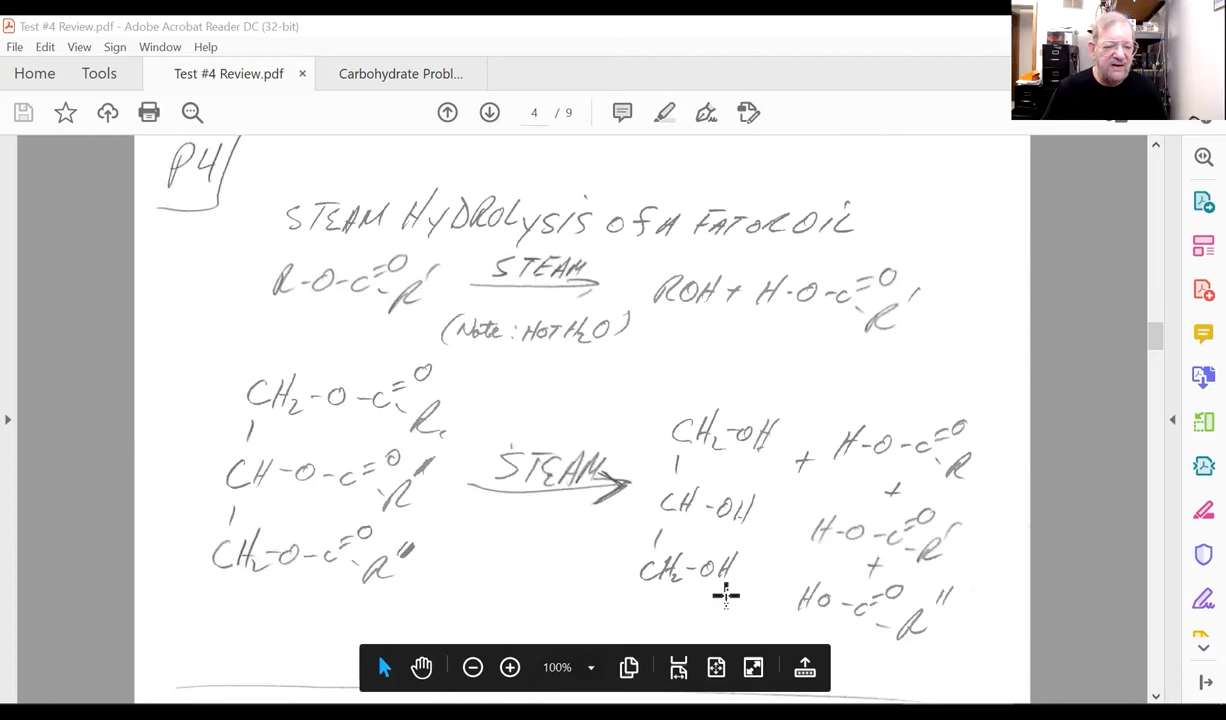 Test #4 Review.pdf - Adobe Acrobat Reader DC (32-bit)
File Edit View Sign Window Help
Home Tools Test #4 Review.pdf × Carbohydrate Probl...
4 / 9
P4/
STEAM HYDROLYSIS of A FAT OR OIL
R-O-C=O R' STEAM ROH + H-O-C=O R'
(Note: HOT H2O)
CH2-O-C=O R
CH-O-C=O R'
CH2-O-C=O R"
STEAM
CH2-OH + H-O-C=O R
+
CH-OH H-O-C=O R'
+
CH2-OH HO-C=O R"
100%